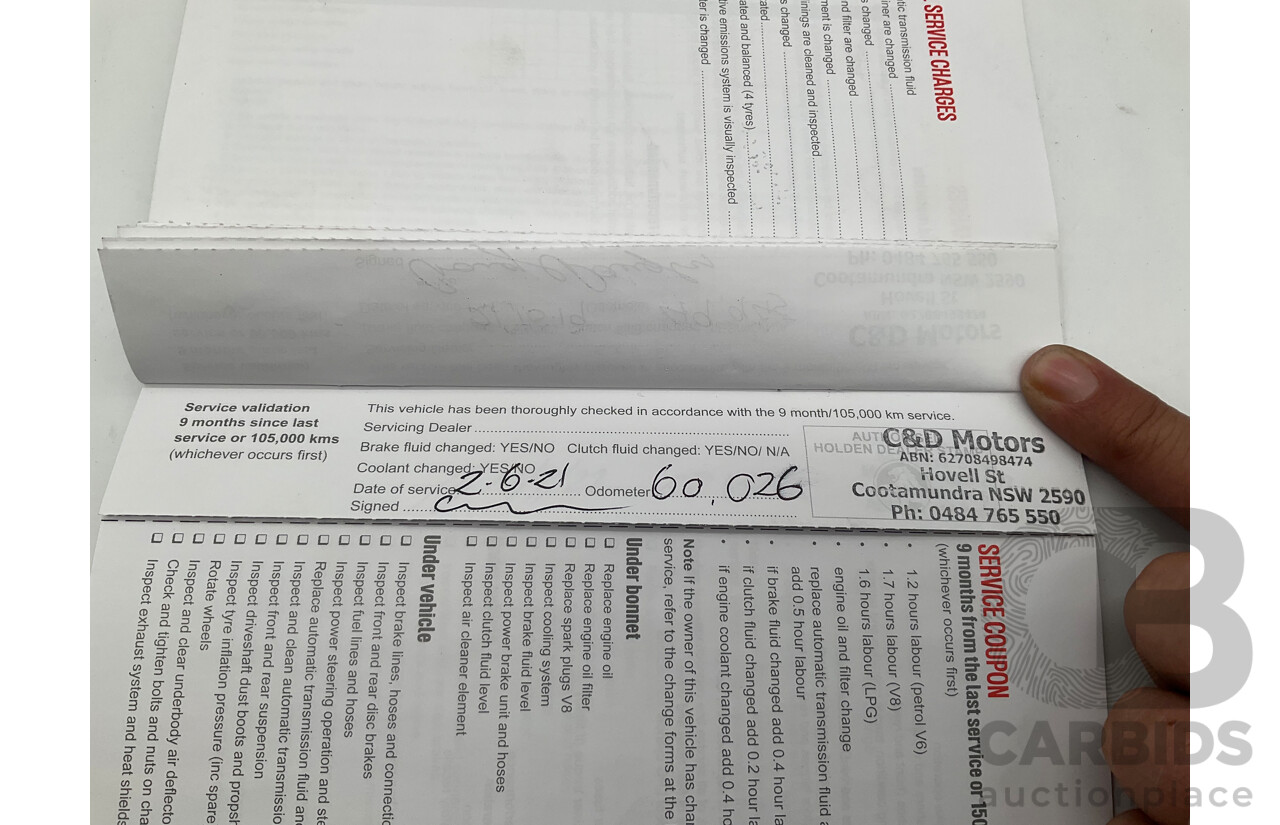 SERVICE CHARGES
tic transmission fluid
ner are changed
s changed
nd filter are changed
ment is changed
nings are cleaned and inspected
s changed
ated
ated and balanced (4 tyres)
tive emissions system is visually inspected
ter is changed
Service validation
9 months since last
service or 105,000 kms
(whichever occurs first)
This vehicle has been thoroughly checked in accordance with the 9 month/105,000 km service.
Servicing Dealer
Brake fluid changed: YES/NO Clutch fluid changed: YES/NO/ N/A
Coolant changed: YES/NO
Date of service 2-6-21 Odometer 60,026
Signed
HOLDEN
C&D Motors
ABN: 62708498474
Hovell St
Cootamundra NSW 2590
Ph: 0484 765 550
SERVICE COUPON
9 months from the last service or 150
(whichever occurs first)
• 1.2 hours labour (petrol V6)
• 1.7 hours labour (V8)
• 1.6 hours labour (LPG)
• engine oil and filter change
• replace automatic transmission fluid a
add 0.5 hour labour
• if brake fluid changed add 0.4 hour la
• if clutch fluid changed add 0.2 hour la
• if engine coolant changed add 0.4 ho
Note If the owner of this vehicle has chan
service, refer to the change forms at the
Under bonnet
Replace engine oil
Replace engine oil filter
Replace spark plugs V8
Inspect cooling system
Inspect brake fluid level
Inspect power brake unit and hoses
Inspect clutch fluid level
Inspect air cleaner element
Under vehicle
Inspect brake lines, hoses and connectio
Inspect front and rear disc brakes
Inspect fuel lines and hoses
Inspect power steering operation and ste
Replace automatic transmission fluid and
Inspect and clean automatic transmissio
Inspect front and rear suspension
Inspect driveshaft dust boots and propsh
Inspect tyre inflation pressure (inc spare
Rotate wheels
Inspect and clear underbody air deflecto
Check and tighten bolts and nuts on cha
Inspect exhaust system and heat shields
CARBIDS
auctionplace